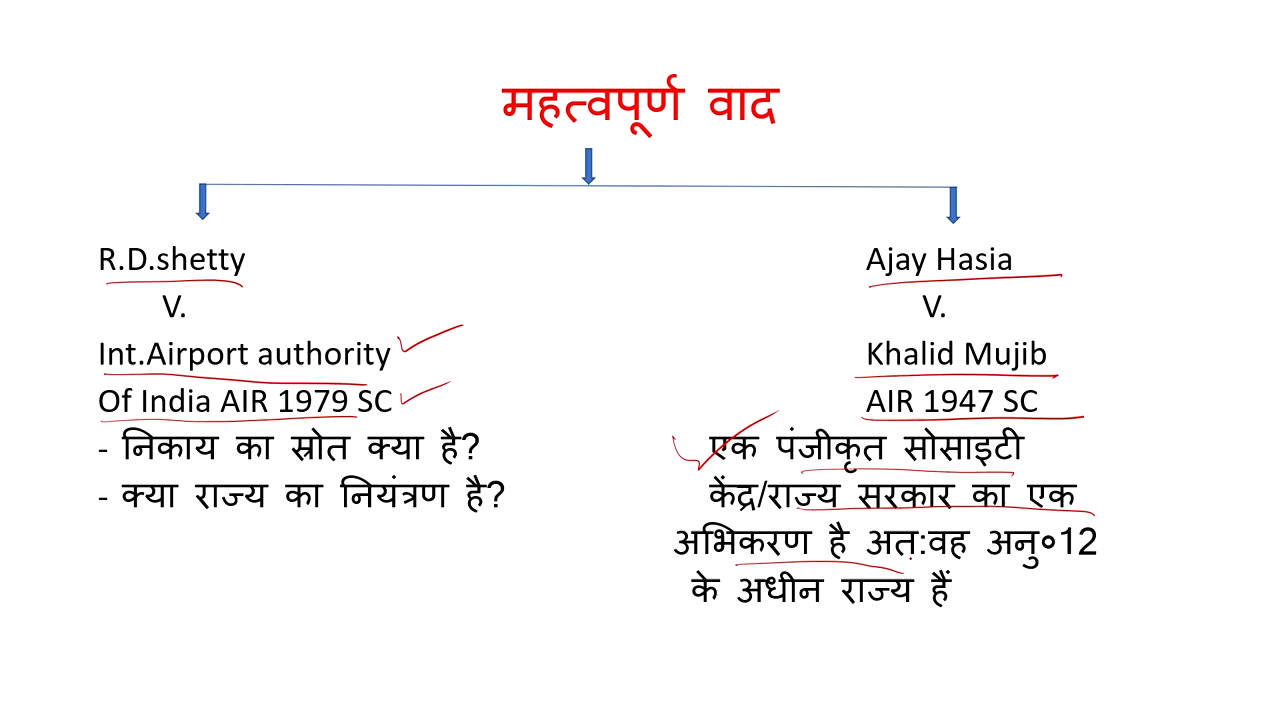 महत्वपूर्ण वाद
R.D.shetty
V.
Int.Airport authority
Of India AIR 1979 SC
- निकाय का स्रोत क्या है?
- क्या राज्य का नियंत्रण है?
Ajay Hasia
V.
Khalid Mujib
AIR 1947 SC
एक पंजीकृत सोसाइटी
केंद्र/राज्य सरकार का एक
अभिकरण है अत:वह अनु॰12
के अधीन राज्य हैं